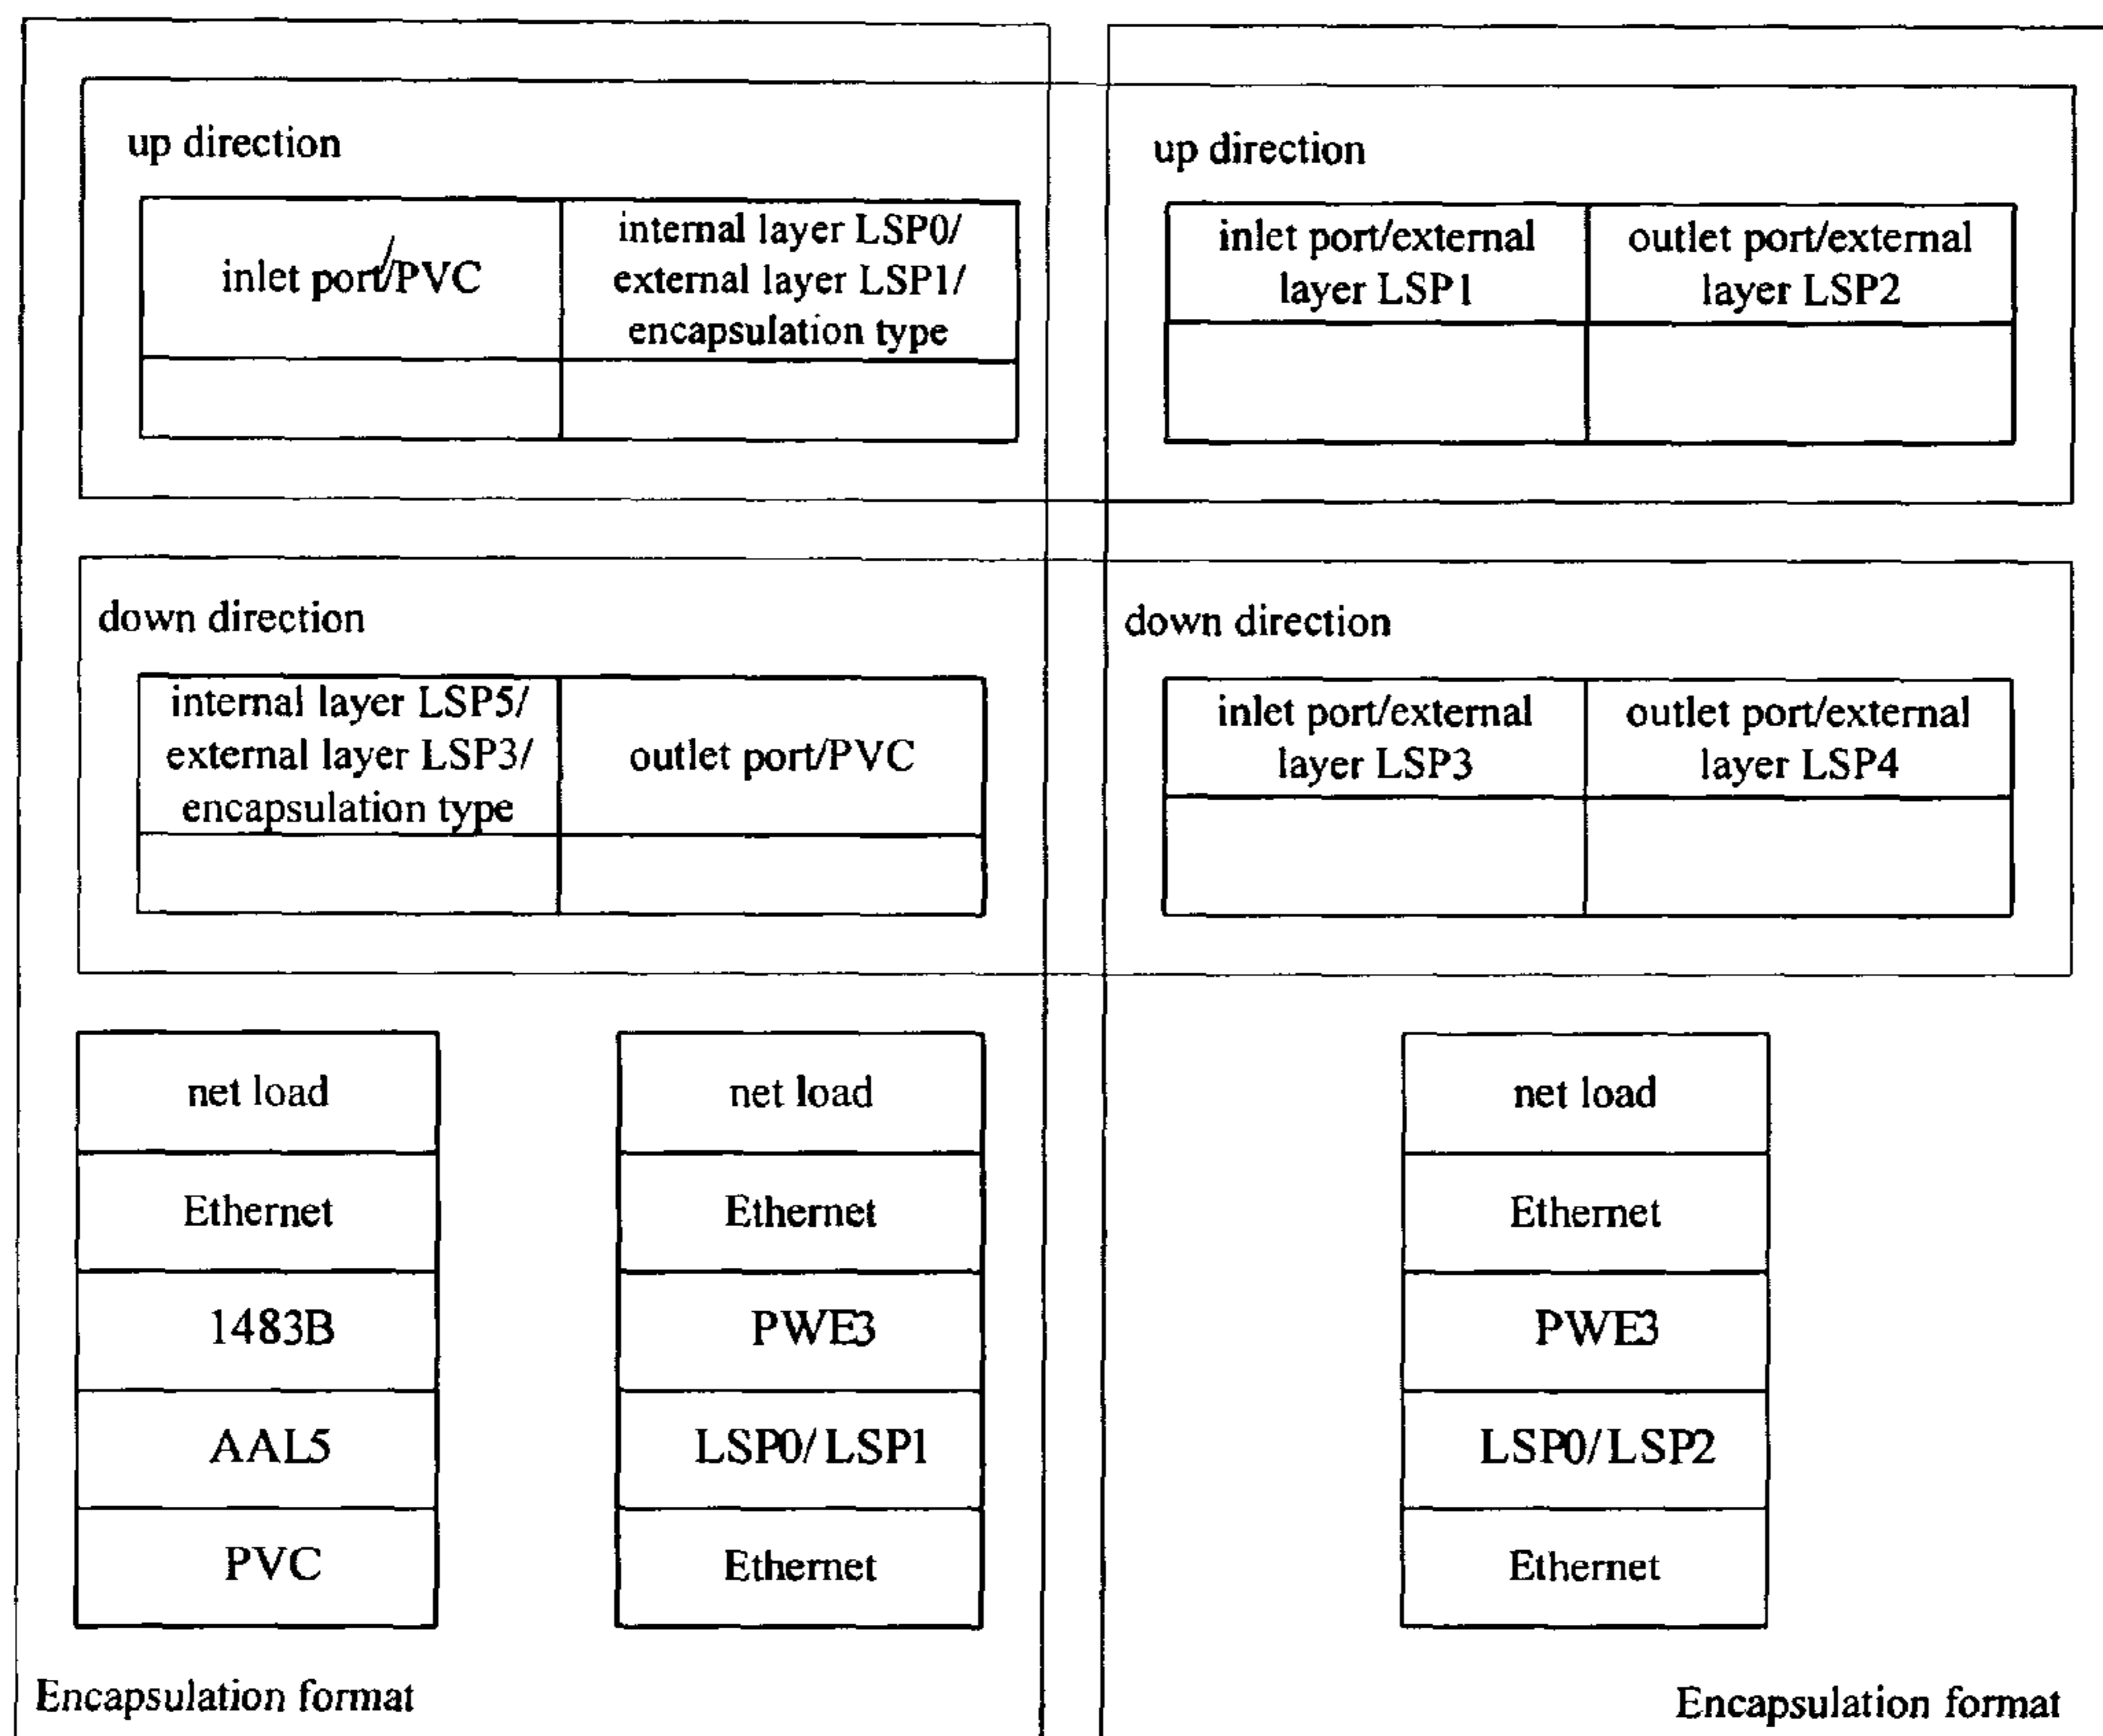 up direction
inlet port/PVC
internal layer LSP0/
external layer LSP1/
encapsulation type
up direction
inlet port/external
layer LSP1
outlet port/external
layer LSP2
down direction
internal layer LSP5/
external layer LSP3/
encapsulation type
outlet port/PVC
down direction
inlet port/external
layer LSP3
outlet port/external
layer LSP4
net load
Ethernet
1483B
AAL5
PVC
net load
Ethernet
PWE3
LSP0/LSP1
Ethernet
Encapsulation format
net load
Ethernet
PWE3
LSP0/LSP2
Ethernet
Encapsulation format